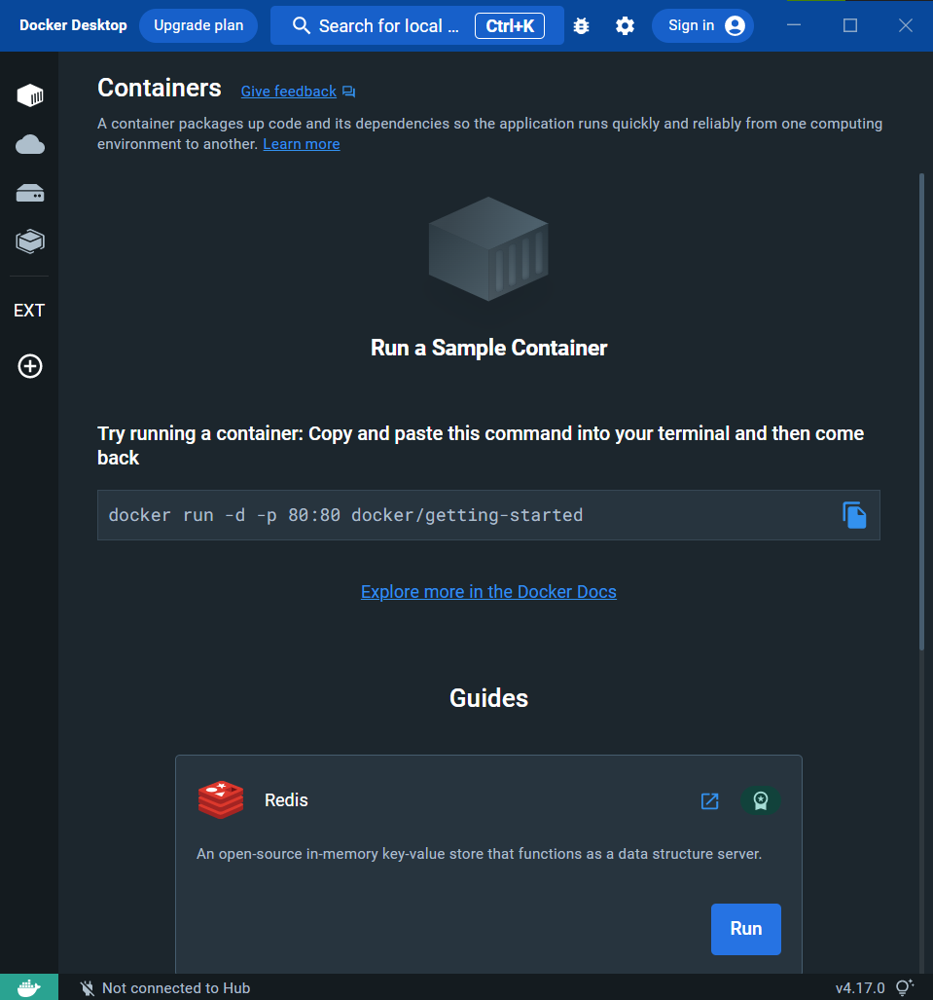 Docker Desktop Upgrade plan Search for local ... Ctrl+K Sign in
Containers Give feedback
A container packages up code and its dependencies so the application runs quickly and reliably from one computing
environment to another. Learn more
EXT
Run a Sample Container
Try running a container: Copy and paste this command into your terminal and then come
back
docker run -d -p 80:80 docker/getting-started
Explore more in the Docker Docs
Guides
Redis
An open-source in-memory key-value store that functions as a data structure server.
Run
Not connected to Hub v4.17.0